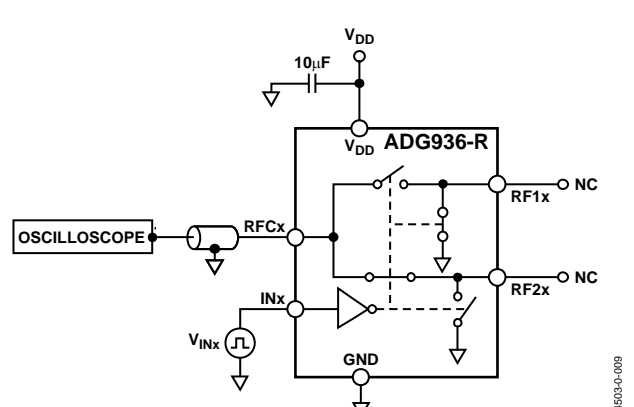 VDD
10μF
VDD
ADG936-R
RF1x
NC
OSCILLOSCOPE
RFCx
RF2x
NC
INx
VINx
GND